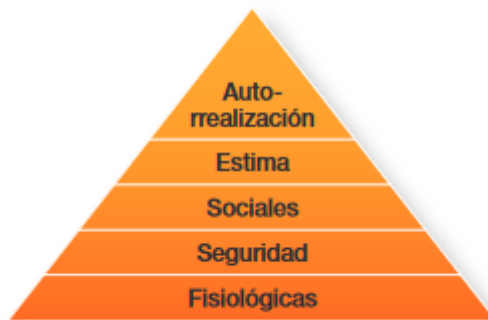 Auto-
rrealización
Estima
Sociales
Seguridad
Fisiológicas